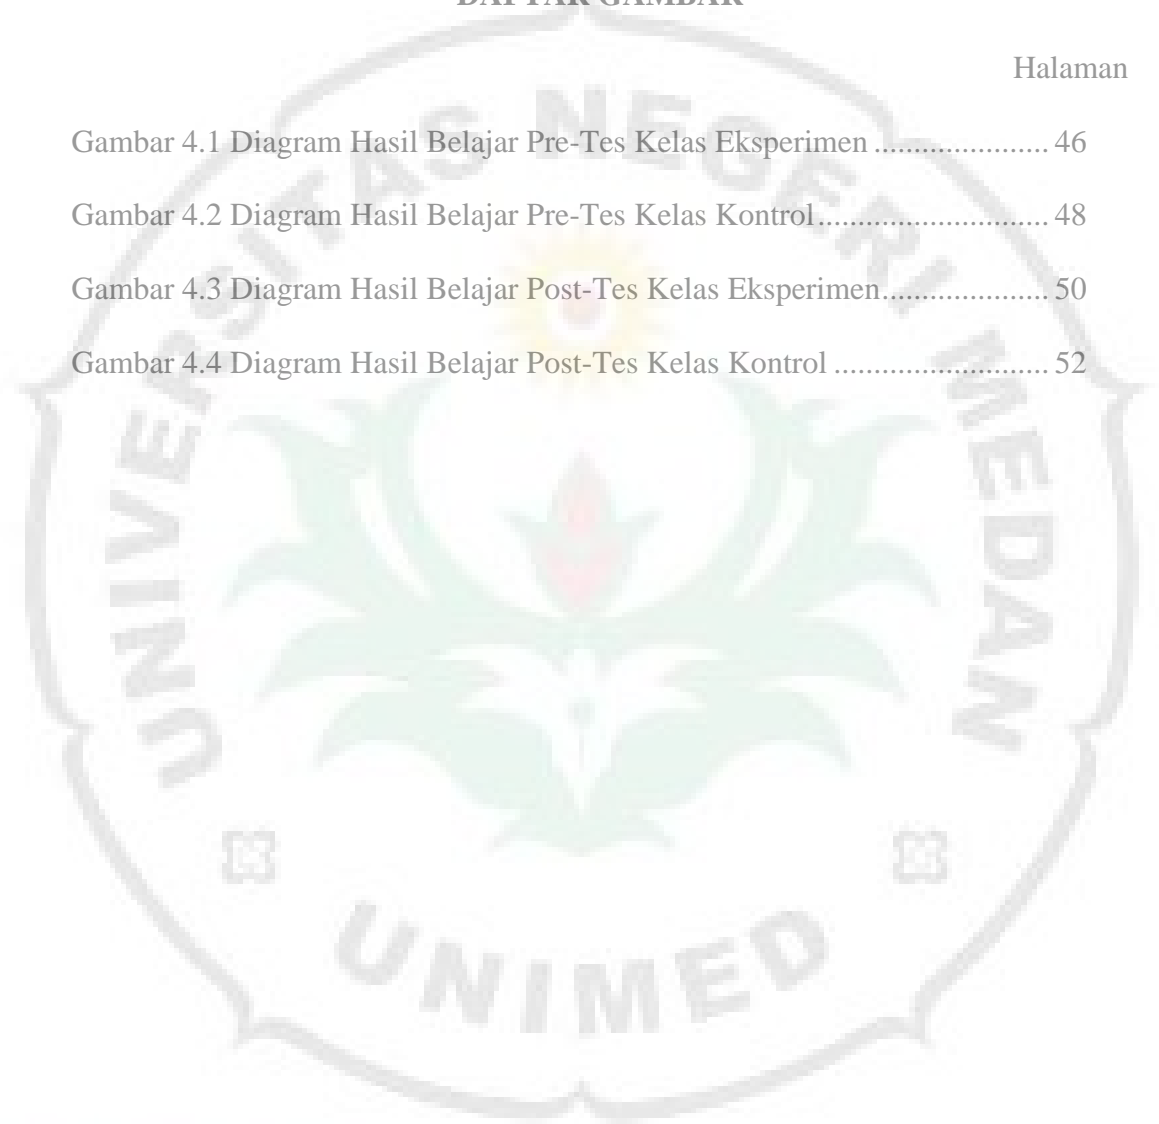 DAFTAR GAMBAR
Halaman
Gambar 4.1 Diagram Hasil Belajar Pre-Tes Kelas Eksperimen ...................... 46
Gambar 4.2 Diagram Hasil Belajar Pre-Tes Kelas Kontrol............................. 48
Gambar 4.3 Diagram Hasil Belajar Post-Tes Kelas Eksperimen..................... 50
Gambar 4.4 Diagram Hasil Belajar Post-Tes Kelas Kontrol ........................... 52
UNIVERSITAS NEGERI MEDAN
UNIMED